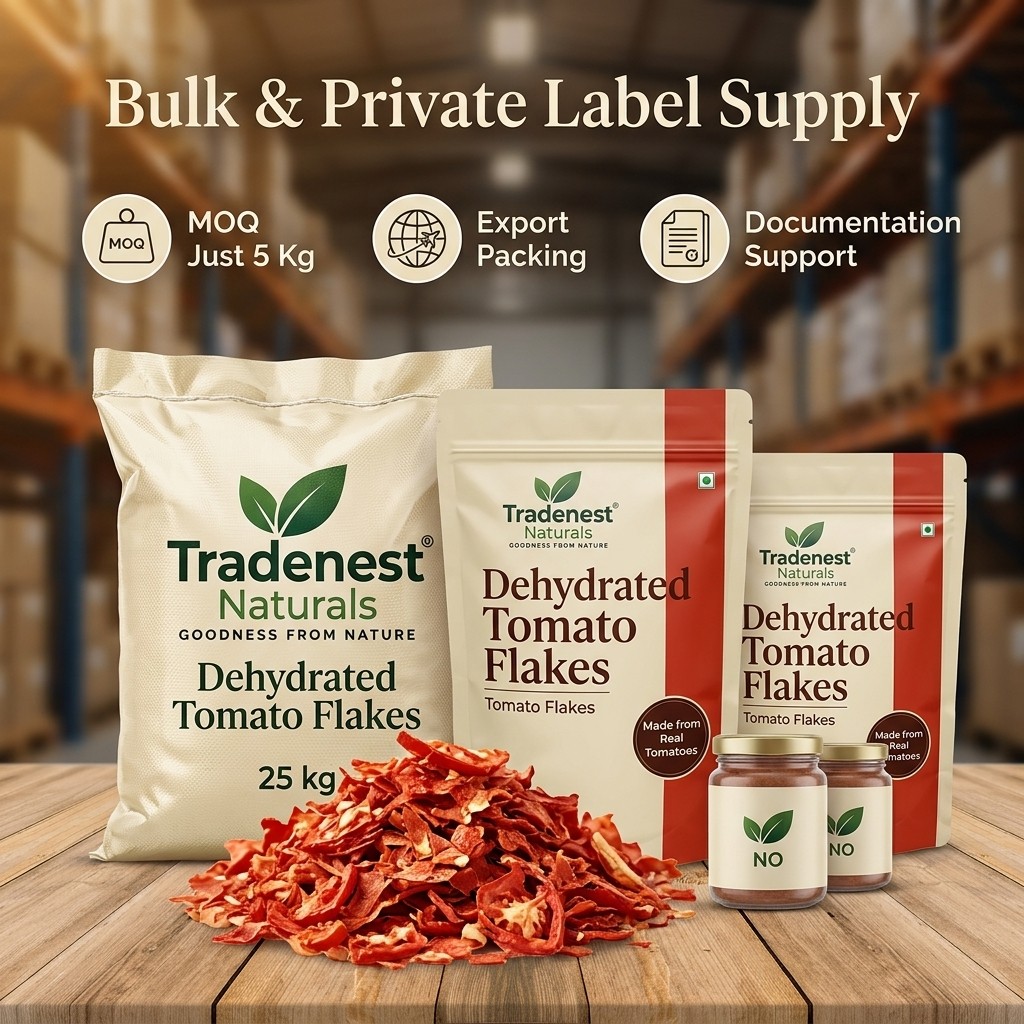 Bulk & Private Label Supply
MOQ
MOQ
Just 5 Kg
Export
Packing
Documentation
Support
Tradenest®
Naturals
GOODNESS FROM NATURE
Dehydrated
Tomato Flakes
25 kg
Tradenest®
Naturals
GOODNESS FROM NATURE
Dehydrated
Tomato
Flakes
Tomato Flakes
Made from
Real
Tomatoes
Tradenest®
Naturals
GOODNESS FROM NATURE
Dehydrated
Tomato
Flakes
Tomato Flakes
Made from
Real
matoes
NO
NO